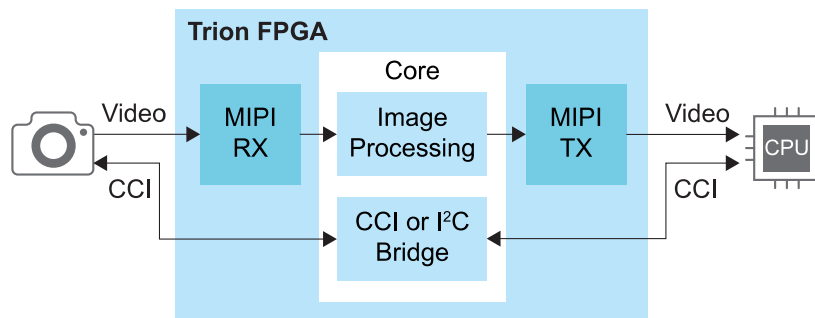 Trion FPGA
Core
Video
MIPI
RX
Image
Processing
MIPI
TX
Video
CPU
CCI
CCI or I²C
Bridge
CCI